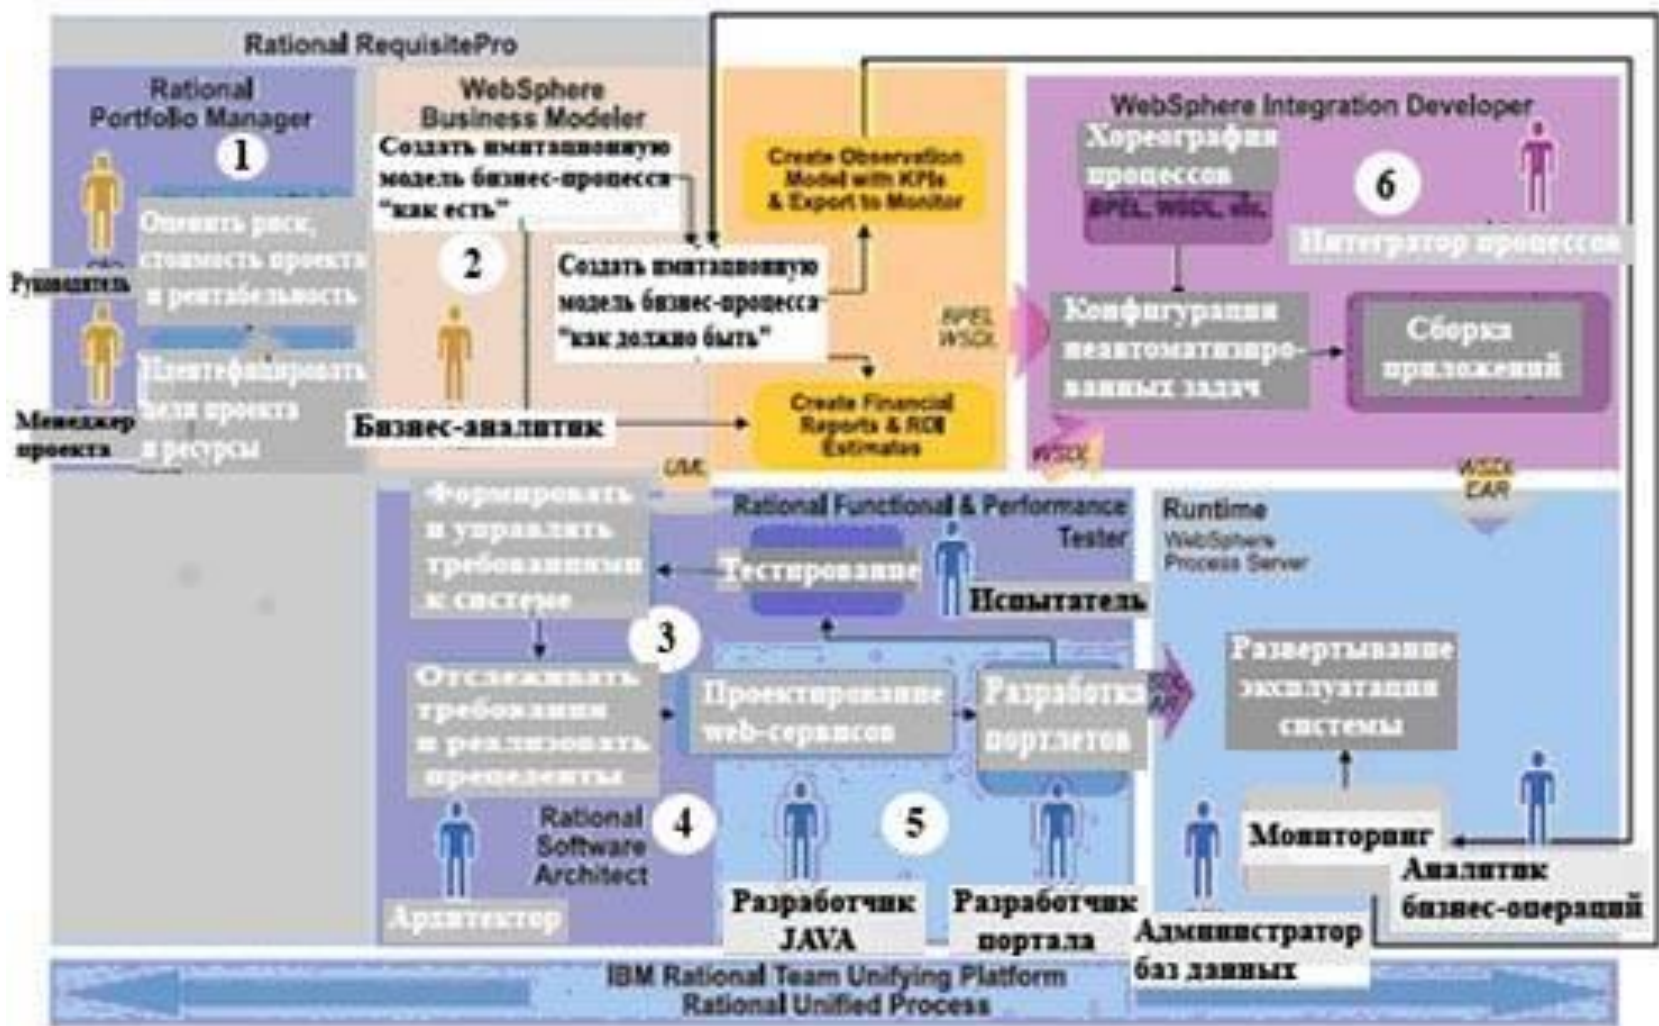 Rational RequisitePro
Rational
Portfolio Manager
1
Руководитель
Оценить риск,
стоимость проекта
и рентабельность
Менеджер
проекта
Идентефицировать
цели проекта
и ресурсы
WebSphere
Business Modeler
Создать имитационную
модель бизнес-процесса
"как есть"
2
Бизнес-аналитик
Создать имитационную
модель бизнес-процесса
"как должно быть"
Create Observation
Model with KPIs
& Export to Monitor
Create Financial
Reports & ROI
Estimates
BPEL
WSDL
UML
WebSphere Integration Developer
Хореография
процессов
BPEL, WSDL, etc.
6
Интегратор процессов
Конфигурации
неавтоматизиро-
ванных задач
Сборка
приложений
WSDL
WSDL
EAR
Формировать
и управлять
требованиями
к системе
Rational Functional & Performance
Tester
Тестирование
Испытатель
3
Отслеживать
требования
и реализовать
прецеденты
Проектирование
web-сервисов
Разработка
портлетов
Rational
Software
Architect
4
5
Архитектор
Разработчик
JAVA
Разработчик
портала
Runtime
WebSphere
Process Server
Развертывание
эксплуатации
системы
Мониторинг
Аналитик
бизнес-операций
Администратор
баз данных
IBM Rational Team Unifying Platform
Rational Unified Process